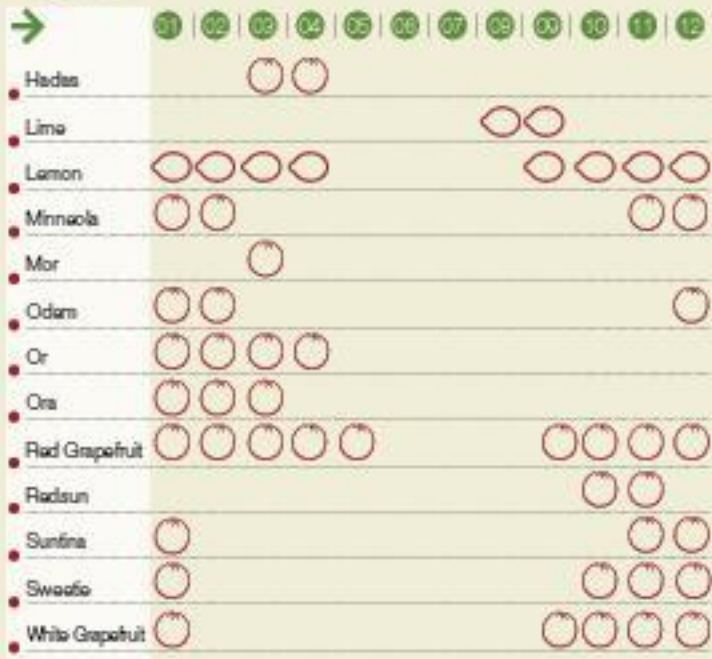 01 | 02 | 03 | 04 | 05 | 06 | 07 | 08 | 09 | 10 | 11 | 12
Hadas
Lime
Lemon
Minneola
Mor
Odem
Or
Ora
Red Grapefruit
Redsun
Suntina
Sweetie
White Grapefruit